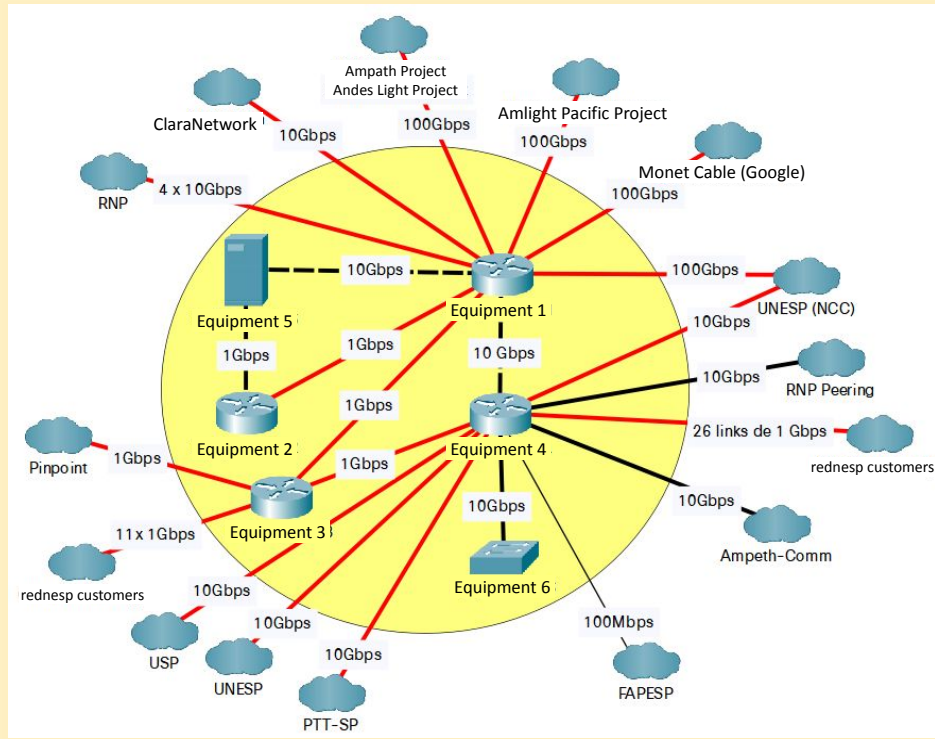 Ampath Project
Andes Light Project
Amlight Pacific Project
ClaraNetwork
Monet Cable (Google)
RNP
4 x 10Gbps
10Gbps
100Gbps
100Gbps
100Gbps
10Gbps
100Gbps
Equipment 5
Equipment 1
UNESP (NCC)
1Gbps
1Gbps
10 Gbps
10Gbps
10Gbps
RNP Peering
1Gbps
Equipment 2
Equipment 4
26 links de 1 Gbps
rednesp customers
Pinpoint
1Gbps
1Gbps
10Gbps
10Gbps
Equipment 3
11x 1Gbps
Ampeth-Comm
rednesp customers
Equipment 6
10Gbps
10Gbps
10Gbps
100Mbps
USP
UNESP
PTT-SP
FAPESP